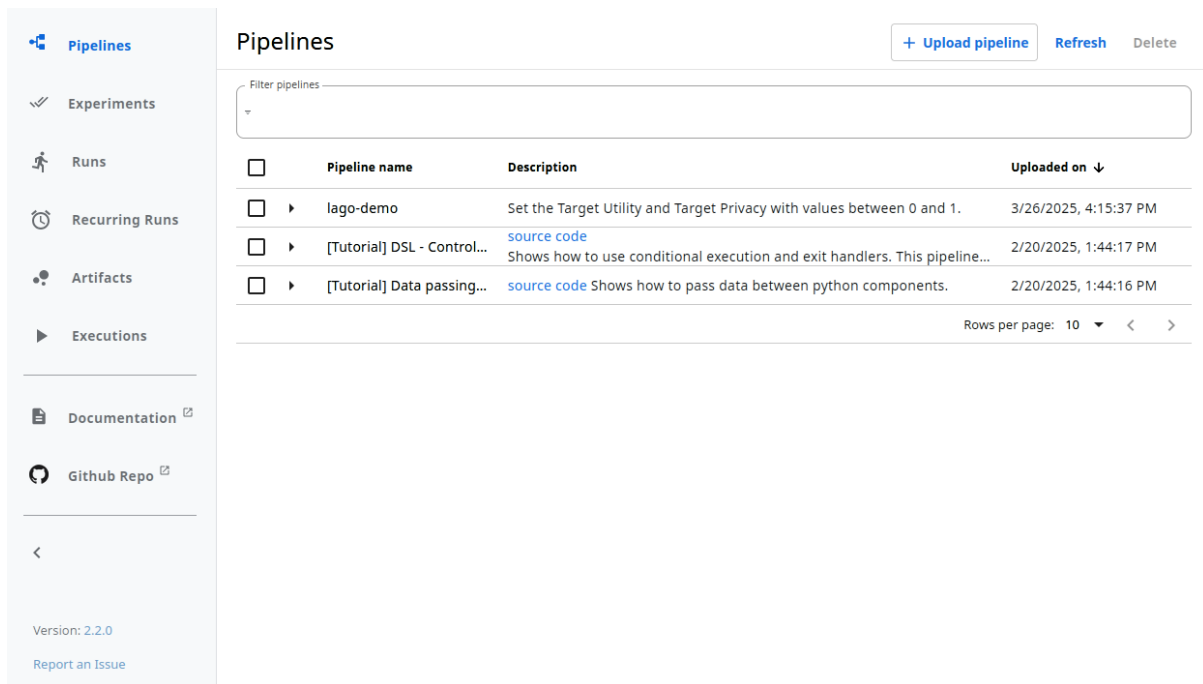 Pipelines
Experiments
Runs
Recurring Runs
Artifacts
Executions
Documentation
Github Repo
Version: 2.2.0
Report an Issue
Pipelines
+ Upload pipeline Refresh Delete
Filter pipelines
Pipeline name Description Uploaded on
lago-demo Set the Target Utility and Target Privacy with values between 0 and 1. 3/26/2025, 4:15:37 PM
[Tutorial] DSL - Control... source code
Shows how to use conditional execution and exit handlers. This pipeline... 2/20/2025, 1:44:17 PM
[Tutorial] Data passing... source code Shows how to pass data between python components. 2/20/2025, 1:44:16 PM
Rows per page: 10